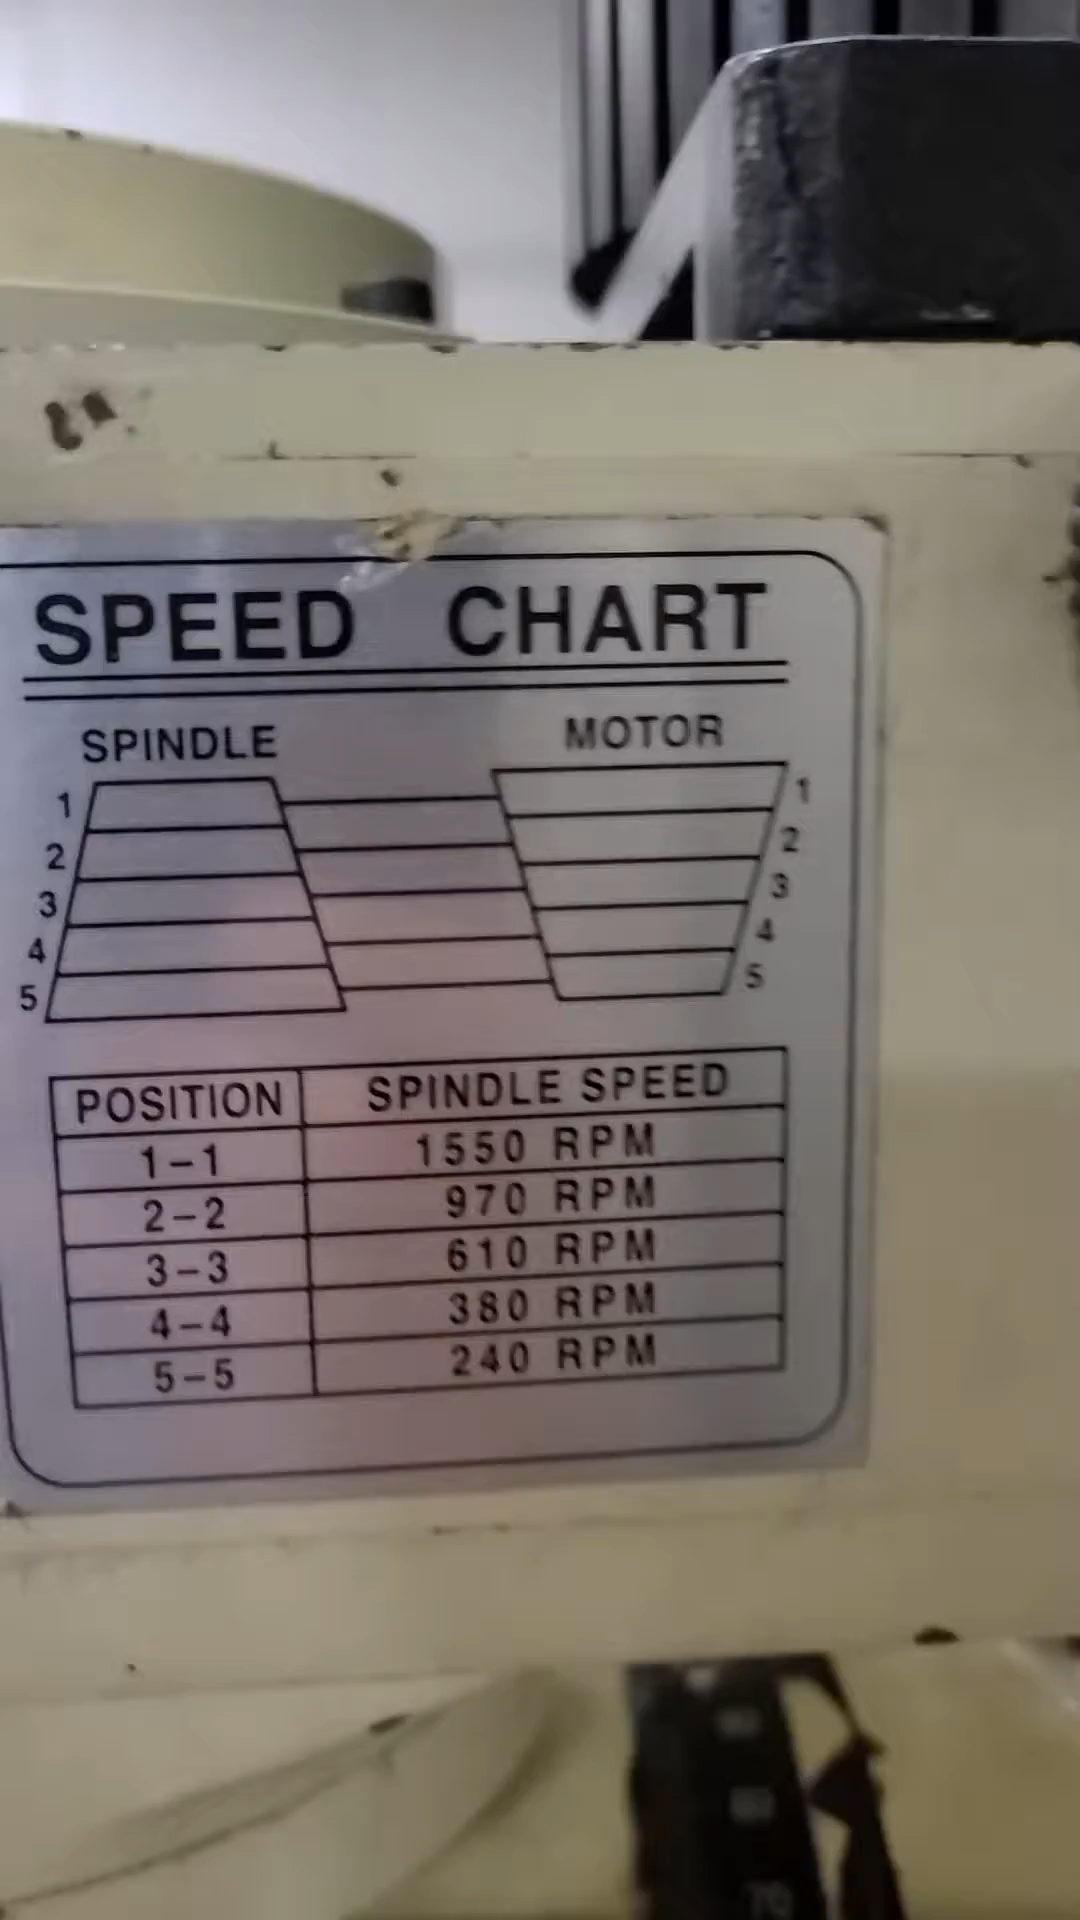 SPEED CHART
SPINDLE MOTOR
1 1
2 2
3 3
4 4
5 5
POSITION SPINDLE SPEED
1-1 1550 RPM
2-2 970 RPM
3-3 610 RPM
4-4 380 RPM
5-5 240 RPM
70